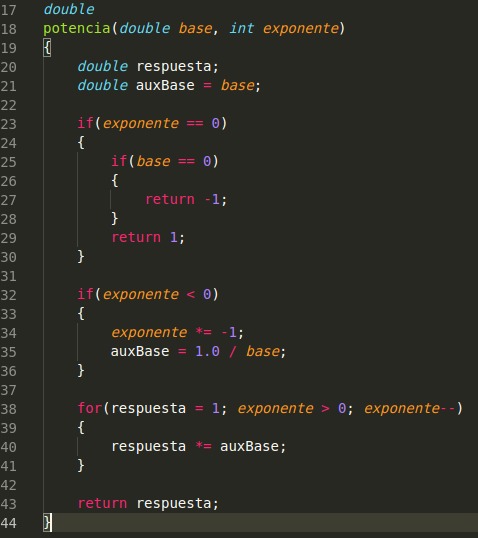 17 double
18 potencia(double base, int exponente)
19 {
20     double respuesta;
21     double auxBase = base;
22
23     if(exponente == 0)
24     {
25         if(base == 0)
26         {
27             return -1;
28         }
29         return 1;
30     }
31
32     if(exponente < 0)
33     {
34         exponente *= -1;
35         auxBase = 1.0 / base;
36     }
37
38     for(respuesta = 1; exponente > 0; exponente--)
39     {
40         respuesta *= auxBase;
41     }
42
43     return respuesta;
44 }